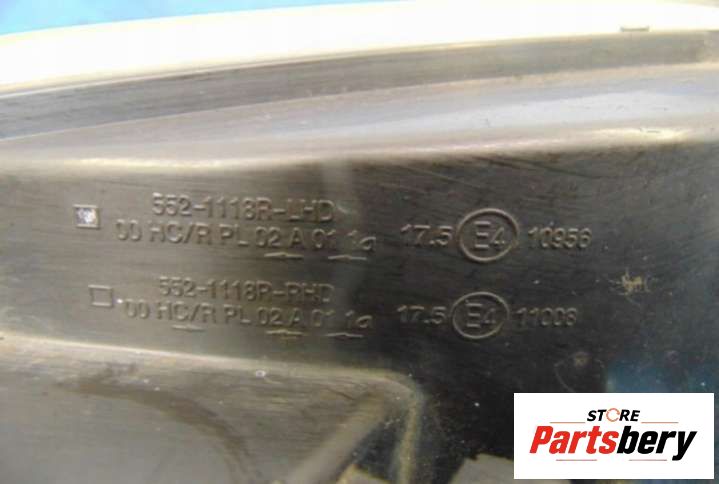 552-1118R-LHD
00 HC/R PL 02 A 01 1a 17.5 E4 10956
552-1118R-RHD
00 HC/R PL 02 A 01 1a 17.5 E4 11006
STORE
Partsbery